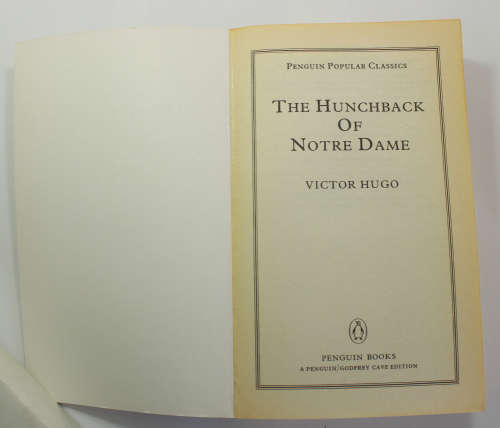 PENGUIN POPULAR CLASSICS
THE HUNCHBACK
OF
NOTRE DAME
VICTOR HUGO
PENGUIN BOOKS
A PENGUIN/GODFREY CAVE EDITION